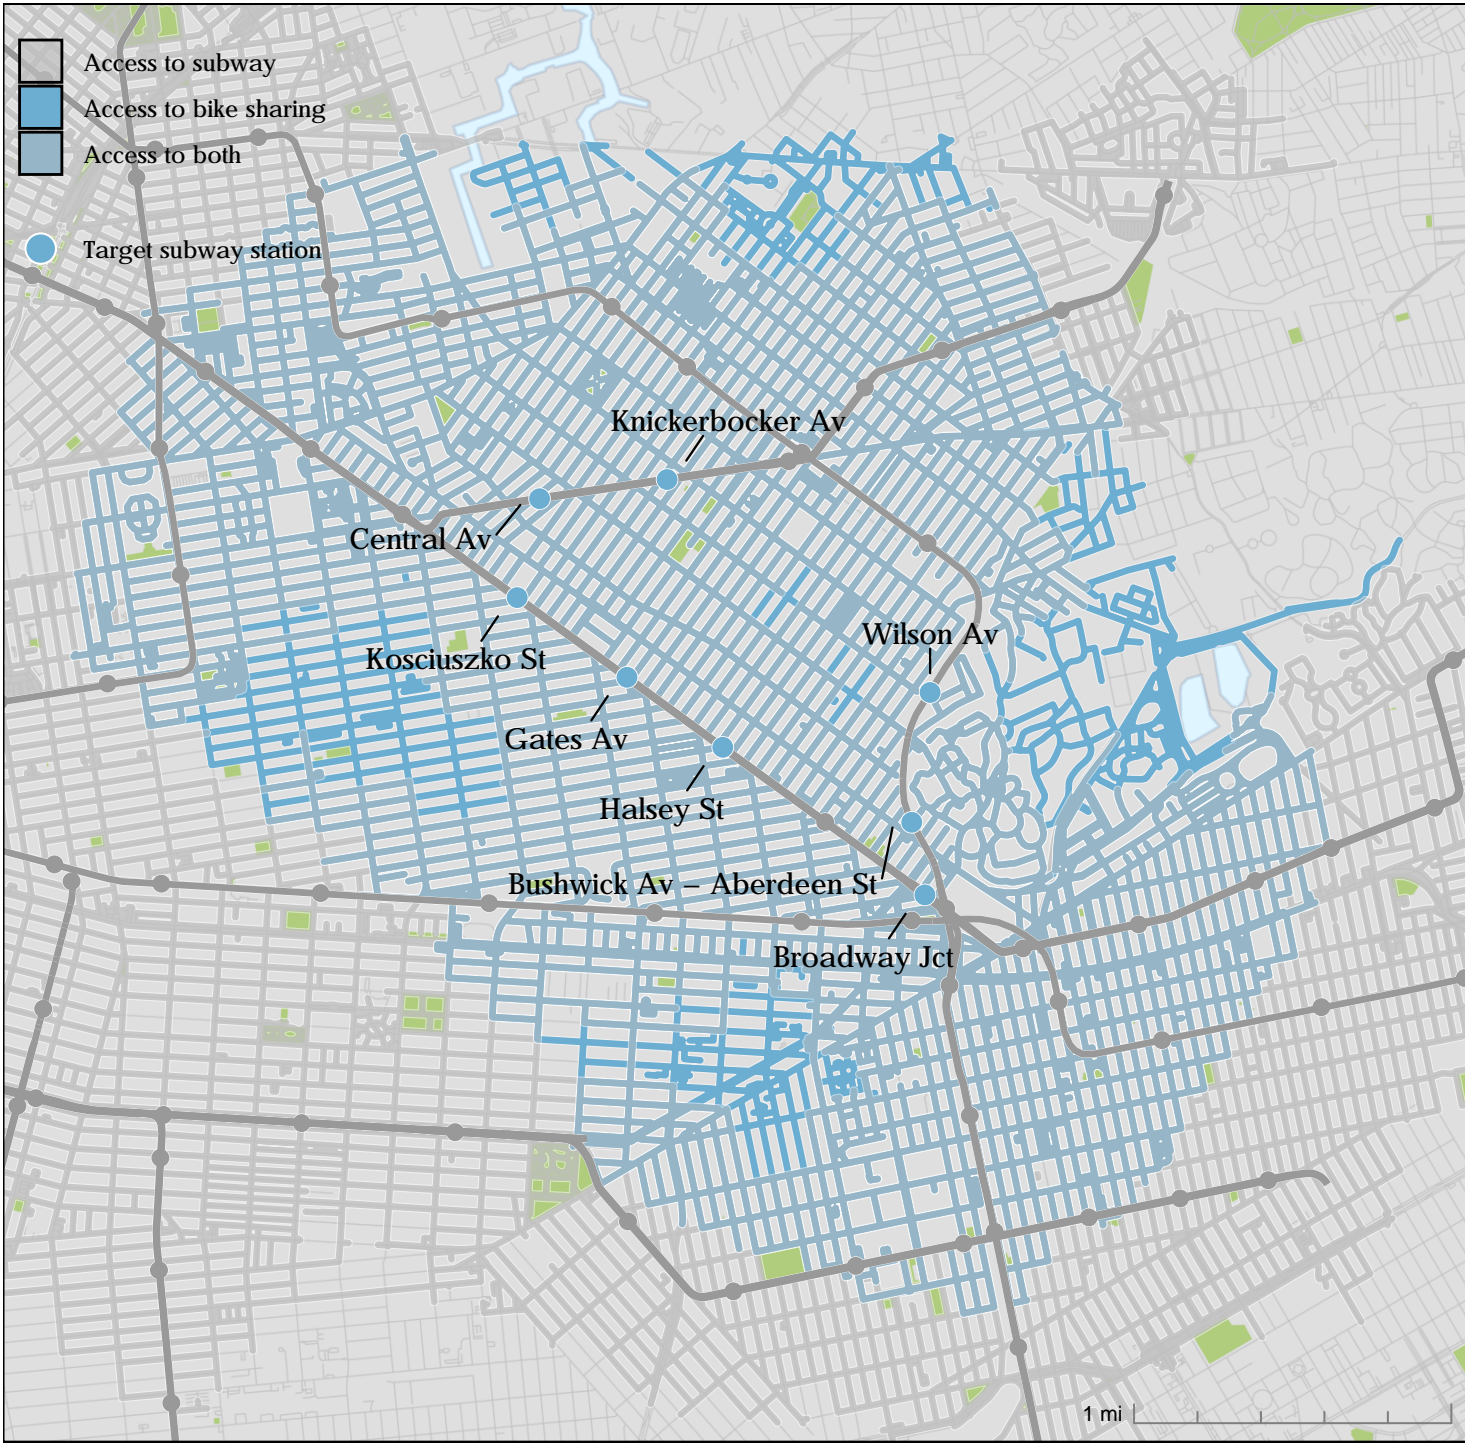 Access to subway
Access to bike sharing
Access to both
Target subway station
Knickerbocker Av
Central Av
Wilson Av
Kosciuszko St
Gates Av
Halsey St
Bushwick Av – Aberdeen St
Broadway Jct
1 mi